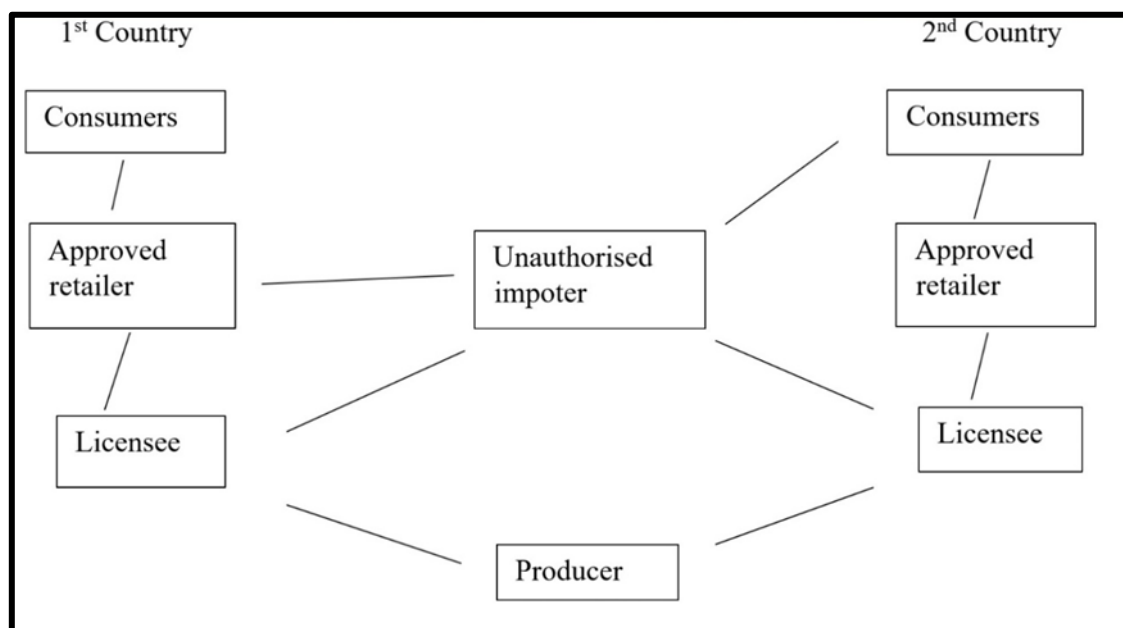 1st Country
2nd Country
Consumers
Consumers
Approved
retailer
Unauthorised
impoter
Approved
retailer
Licensee
Licensee
Producer